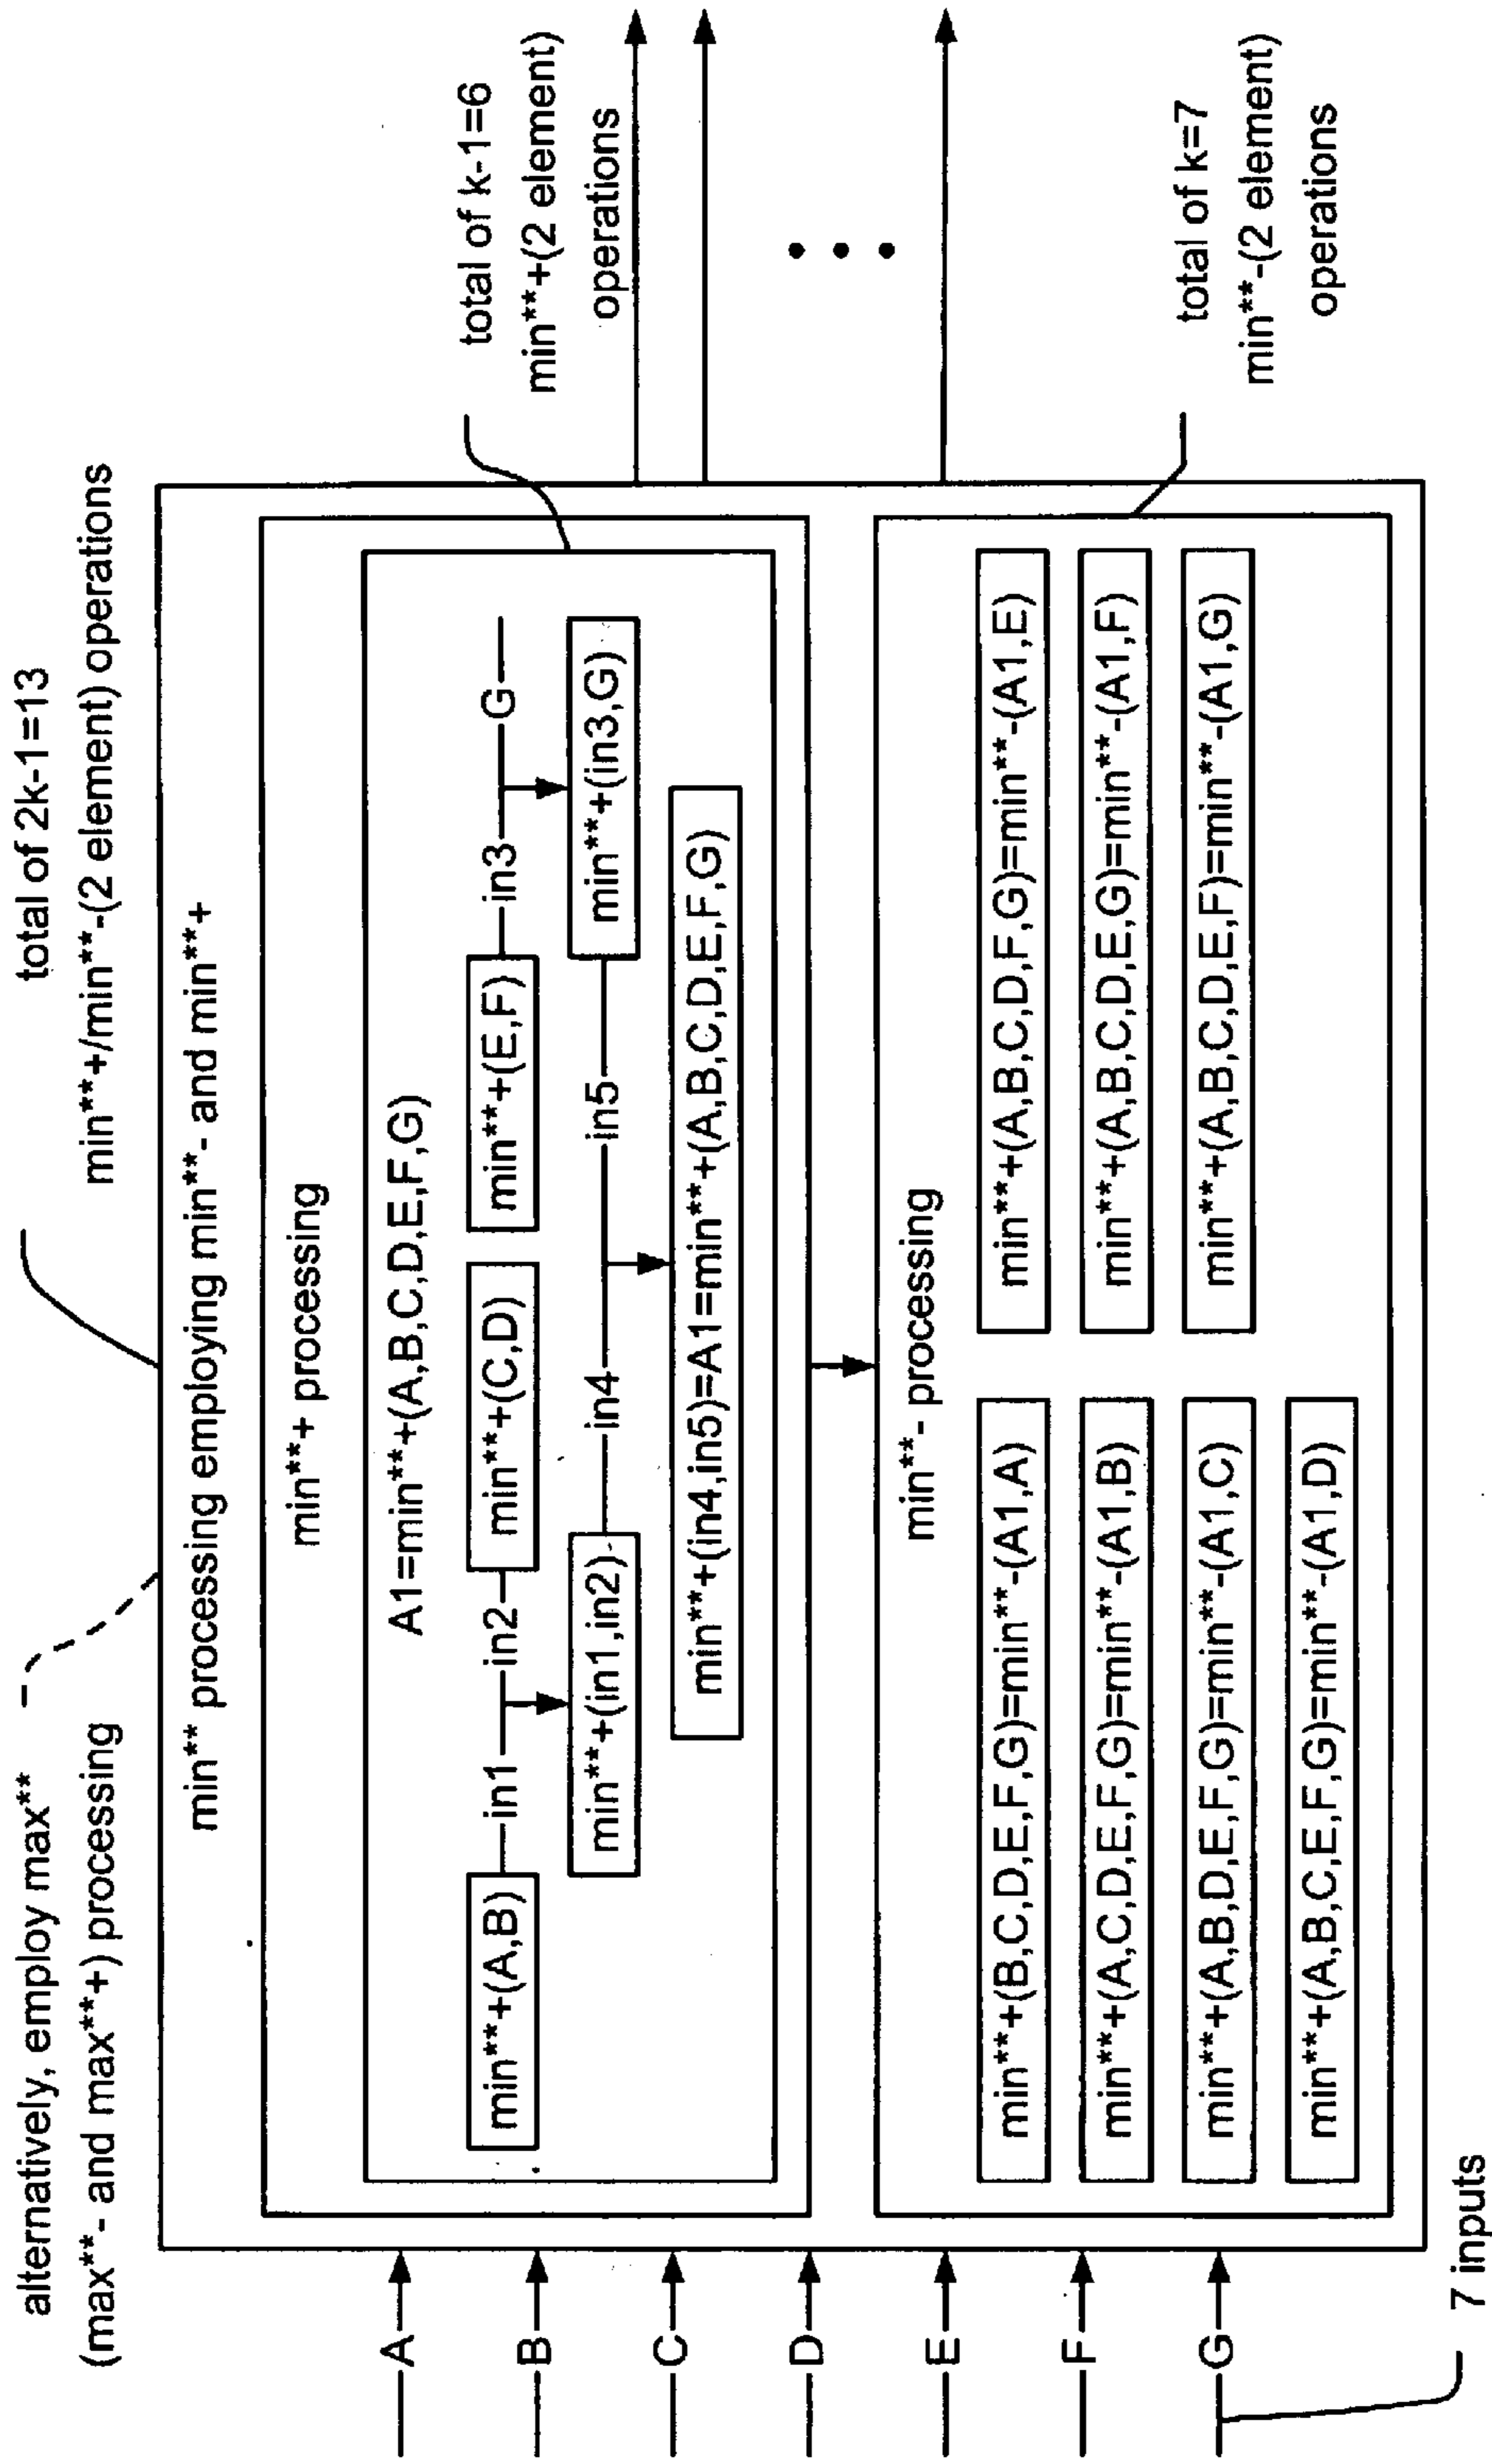 alternatively, employ max**
(max**- and max**+) processing
total of 2k-1=13
min**+/min**-(2 element) operations
min** processing employing min**- and min**+
min**+ processing
A1=min**+(A,B,C,D,E,F,G)
min**+(A,B)
in1
in2
min**+(C,D)
min**+(E,F)
in3
G
min**+(in1,in2)
in4
in5
min**+(in3,G)
min**+(in4,in5)=A1=min**+(A,B,C,D,E,F,G)
total of k-1=6
min**+(2 element)
operations
min**- processing
min**+(B,C,D,E,F,G)=min**-(A1,A)
min**+(A,C,D,E,F,G)=min**-(A1,B)
min**+(A,B,D,E,F,G)=min**-(A1,C)
min**+(A,B,C,E,F,G)=min**-(A1,D)
min**+(A,B,C,D,F,G)=min**-(A1,E)
min**+(A,B,C,D,E,G)=min**-(A1,F)
min**+(A,B,C,D,E,F)=min**-(A1,G)
total of k=7
min**-(2 element)
operations
A
B
C
D
E
F
G
7 inputs